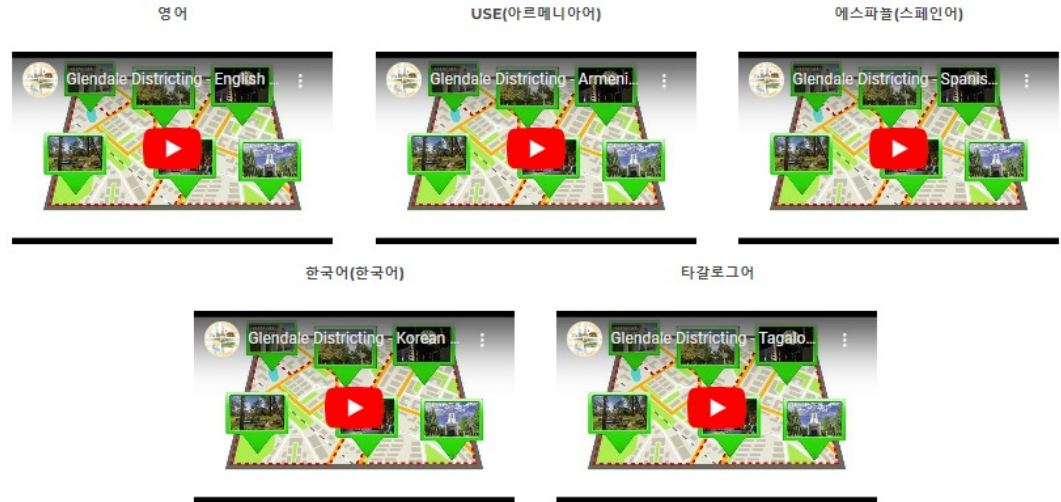 영어
USE(아르메니아어)
에스파뇰(스페인어)
Glendale Districting - English ...
Glendale Districting - Armeni...
Glendale Districting - Spanis...
한국어(한국어)
타갈로그어
Glendale Districting - Korean ...
Glendale Districting - Tagalo...